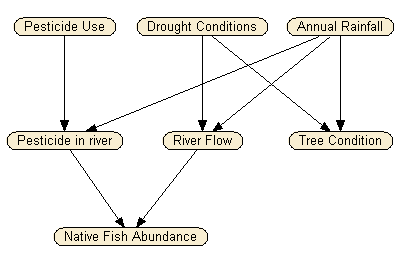 Pesticide Use
Drought Conditions
Annual Rainfall
Pesticide in river
River Flow
Tree Condition
Native Fish Abundance